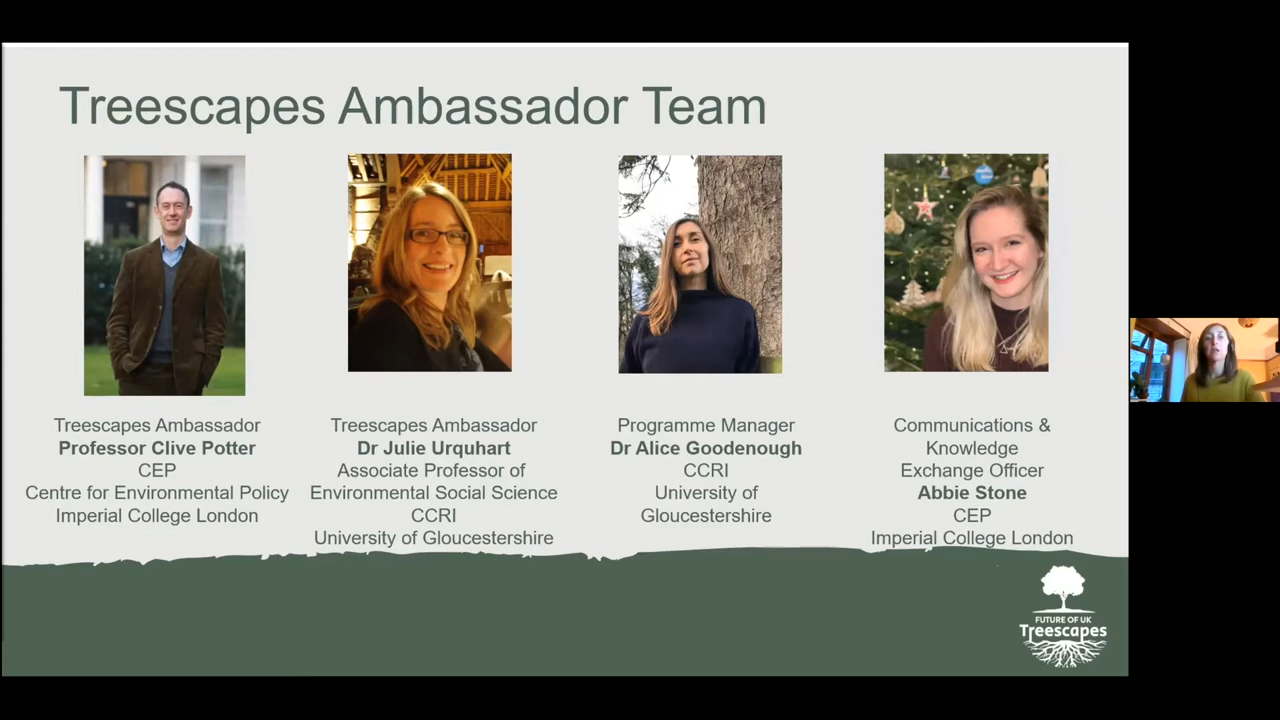 Treescapes Ambassador Team
Treescapes Ambassador
Professor Clive Potter
CEP
Centre for Environmental Policy
Imperial College London
Treescapes Ambassador
Dr Julie Urquhart
Associate Professor of
Environmental Social Science
CCRI
University of Gloucestershire
Programme Manager
Dr Alice Goodenough
CCRI
University of
Gloucestershire
Communications &
Knowledge
Exchange Officer
Abbie Stone
CEP
Imperial College London
FUTURE OF UK
Treescapes